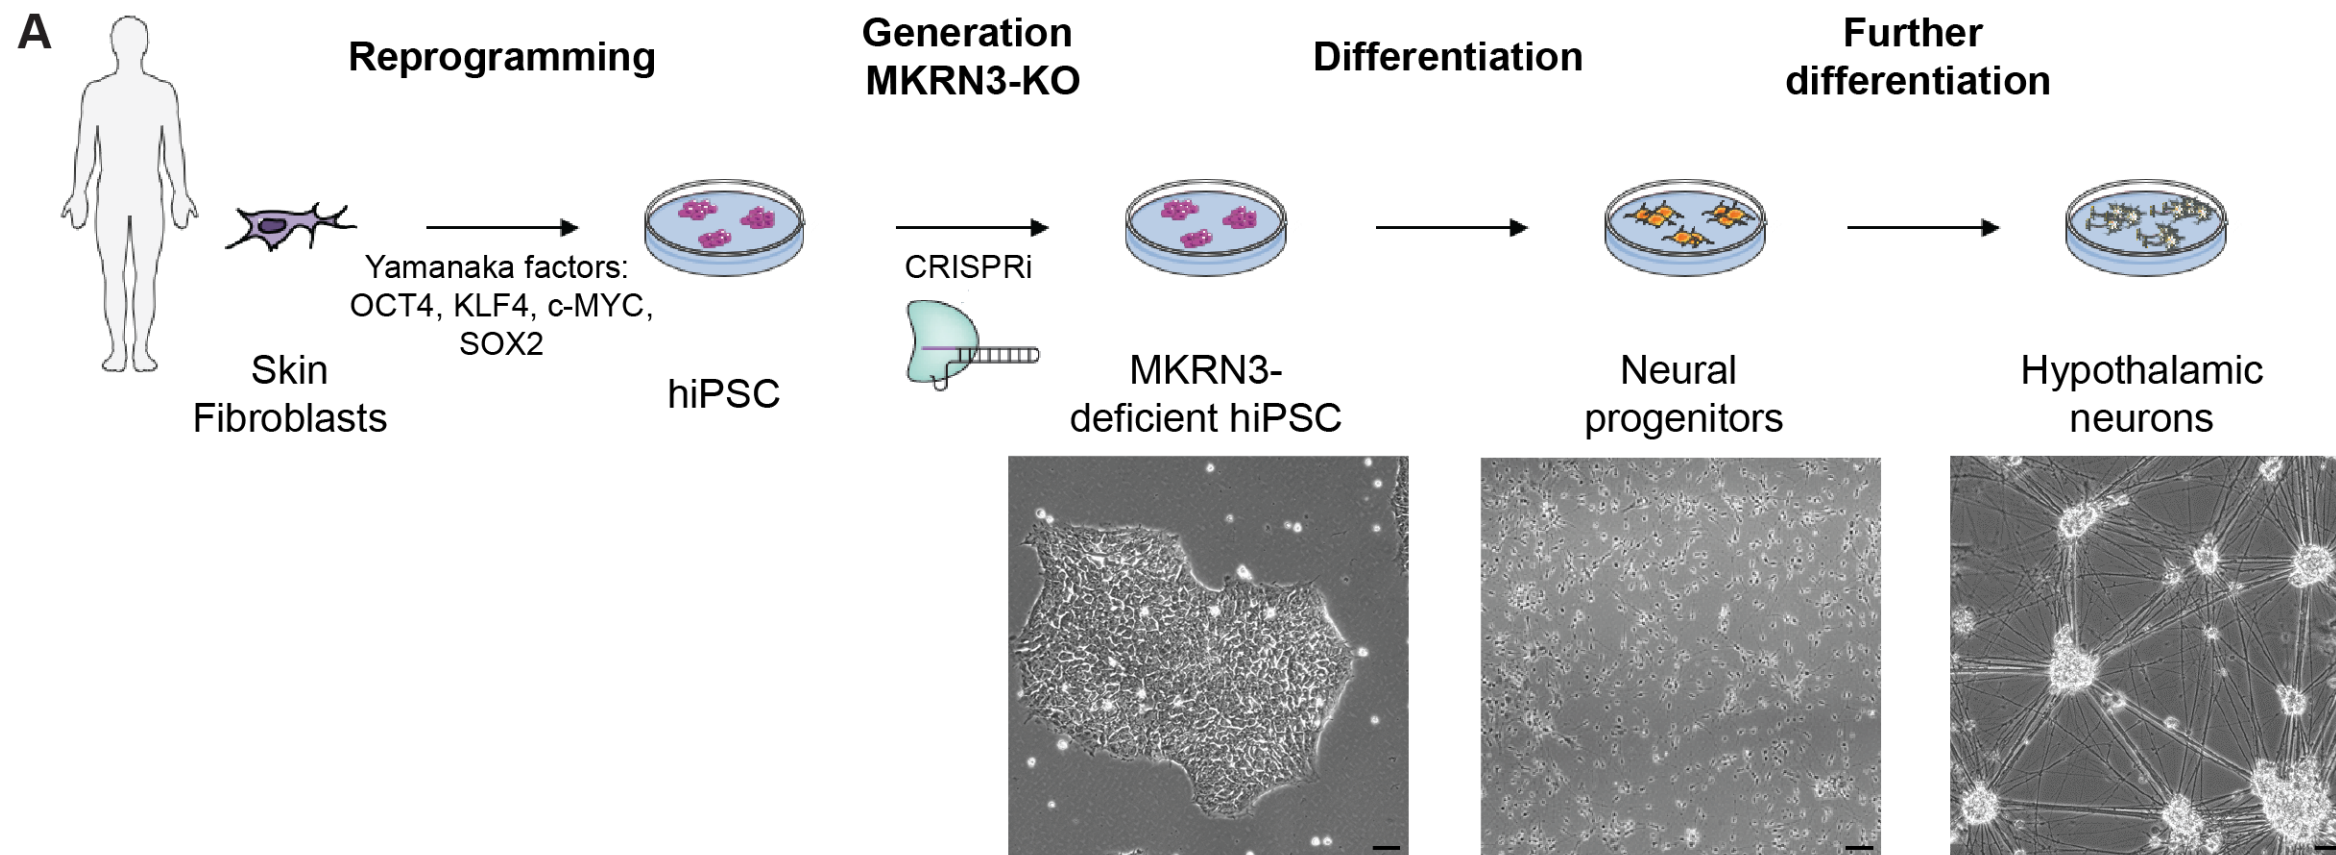 A
Reprogramming
Generation
MKRN3-KO
Differentiation
Further
differentiation
Yamanaka factors:
OCT4, KLF4, c-MYC,
SOX2
CRISPRi
Skin
Fibroblasts
hiPSC
MKRN3-
deficient hiPSC
Neural
progenitors
Hypothalamic
neurons